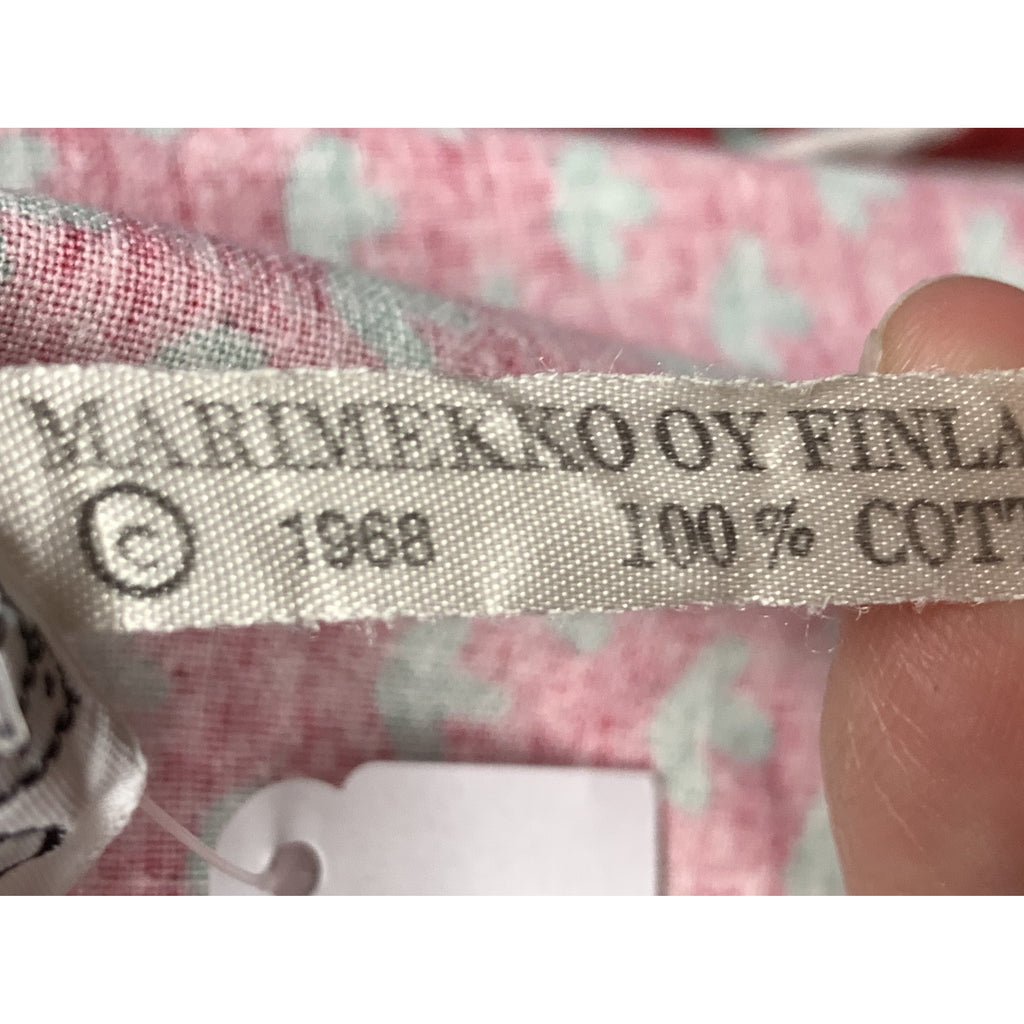 MARIMEKKO OY FINLA
© 1968 100 % COTT